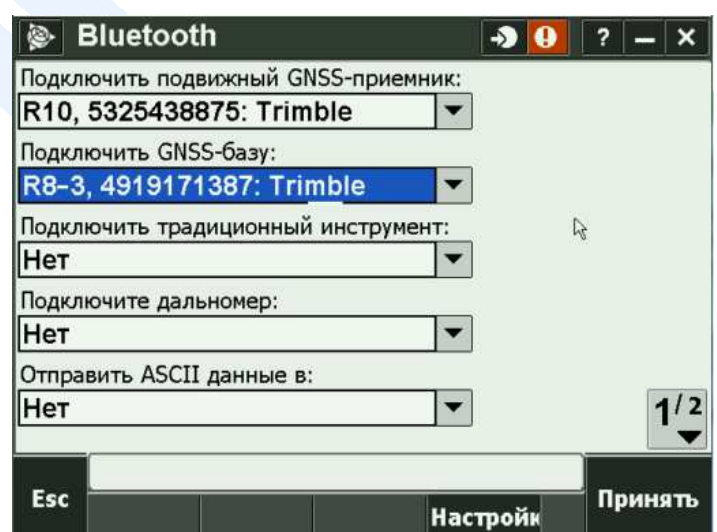 Bluetooth
? – ×
Подключить подвижный GNSS-приемник:
R10, 5325438875: Trimble
Подключить GNSS-базу:
R8-3, 4919171387: Trimble
Подключить традиционный инструмент:
Нет
Подключите дальномер:
Нет
Отправить ASCII данные в:
Нет
1/2
Esc
Настройк
Принять